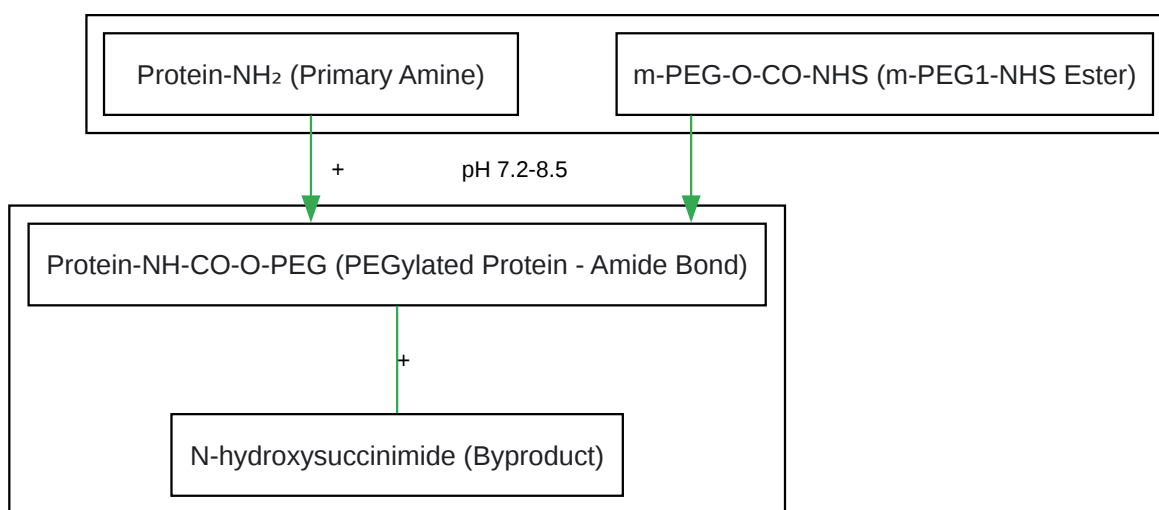 Protein-NH₂ (Primary Amine)
m-PEG-O-CO-NHS (m-PEG1-NHS Ester)
+
pH 7.2-8.5
Protein-NH-CO-O-PEG (PEGylated Protein - Amide Bond)
+
N-hydroxysuccinimide (Byproduct)